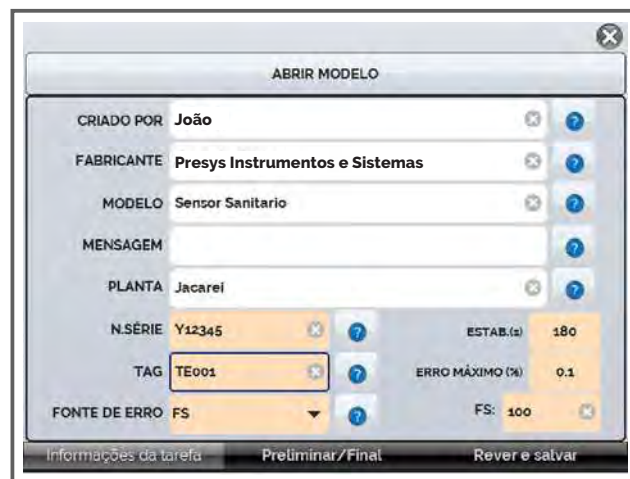 ABRIR MODELO
CRIADO POR João
FABRICANTE Presys Instrumentos e Sistemas
MODELO Sensor Sanitario
MENSAGEM
PLANTA Jacarei
N.SÉRIE Y12345 ESTAB.(s) 180
TAG TE001 ERRO MÁXIMO (%) 0.1
FONTE DE ERRO FS FS: 100
Informações da tarefa Preliminar/Final Rever e salvar